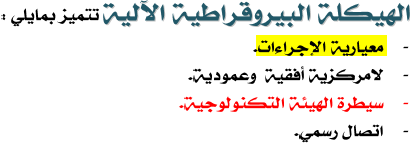 الهيكلة البيروقراطية الآلية تتميز بمايلي :
- معيارية الإجراءات.
- لامركزية أفقية وعمودية.
- سيطرة الهيئة التكنولوجية.
- اتصال رسمي.